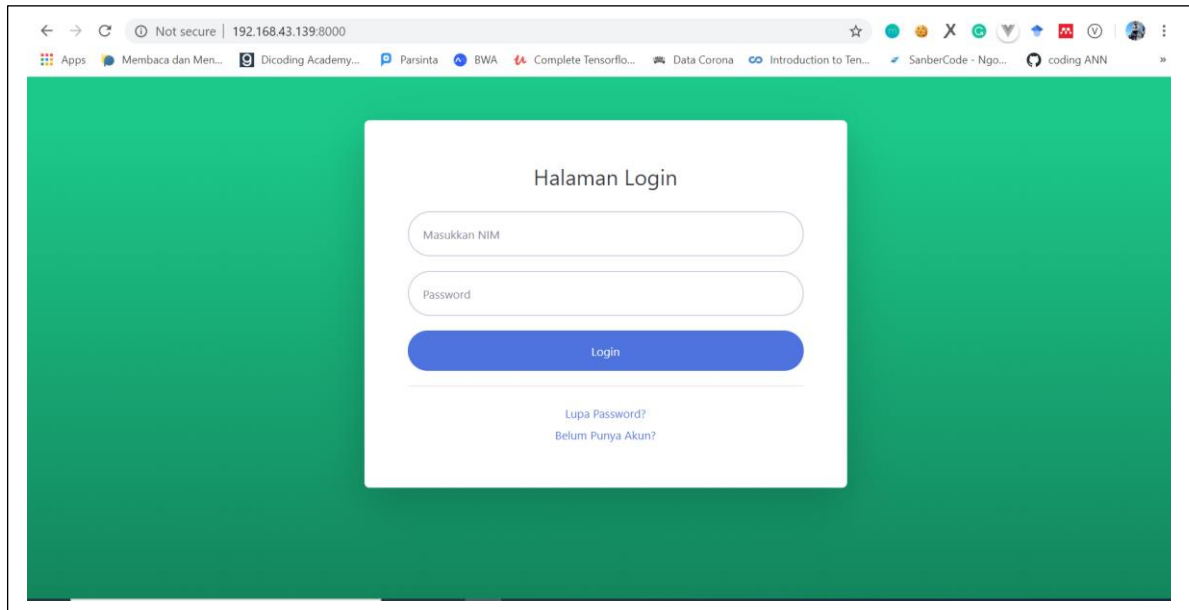 Not secure | 192.168.43.139:8000
Apps Membaca dan Men... Dicoding Academy... Parsinta BWA Complete Tensorflo... Data Corona Introduction to Ten... SanberCode - Ngo... coding ANN »
Halaman Login
Masukkan NIM
Password
Login
Lupa Password?
Belum Punya Akun?